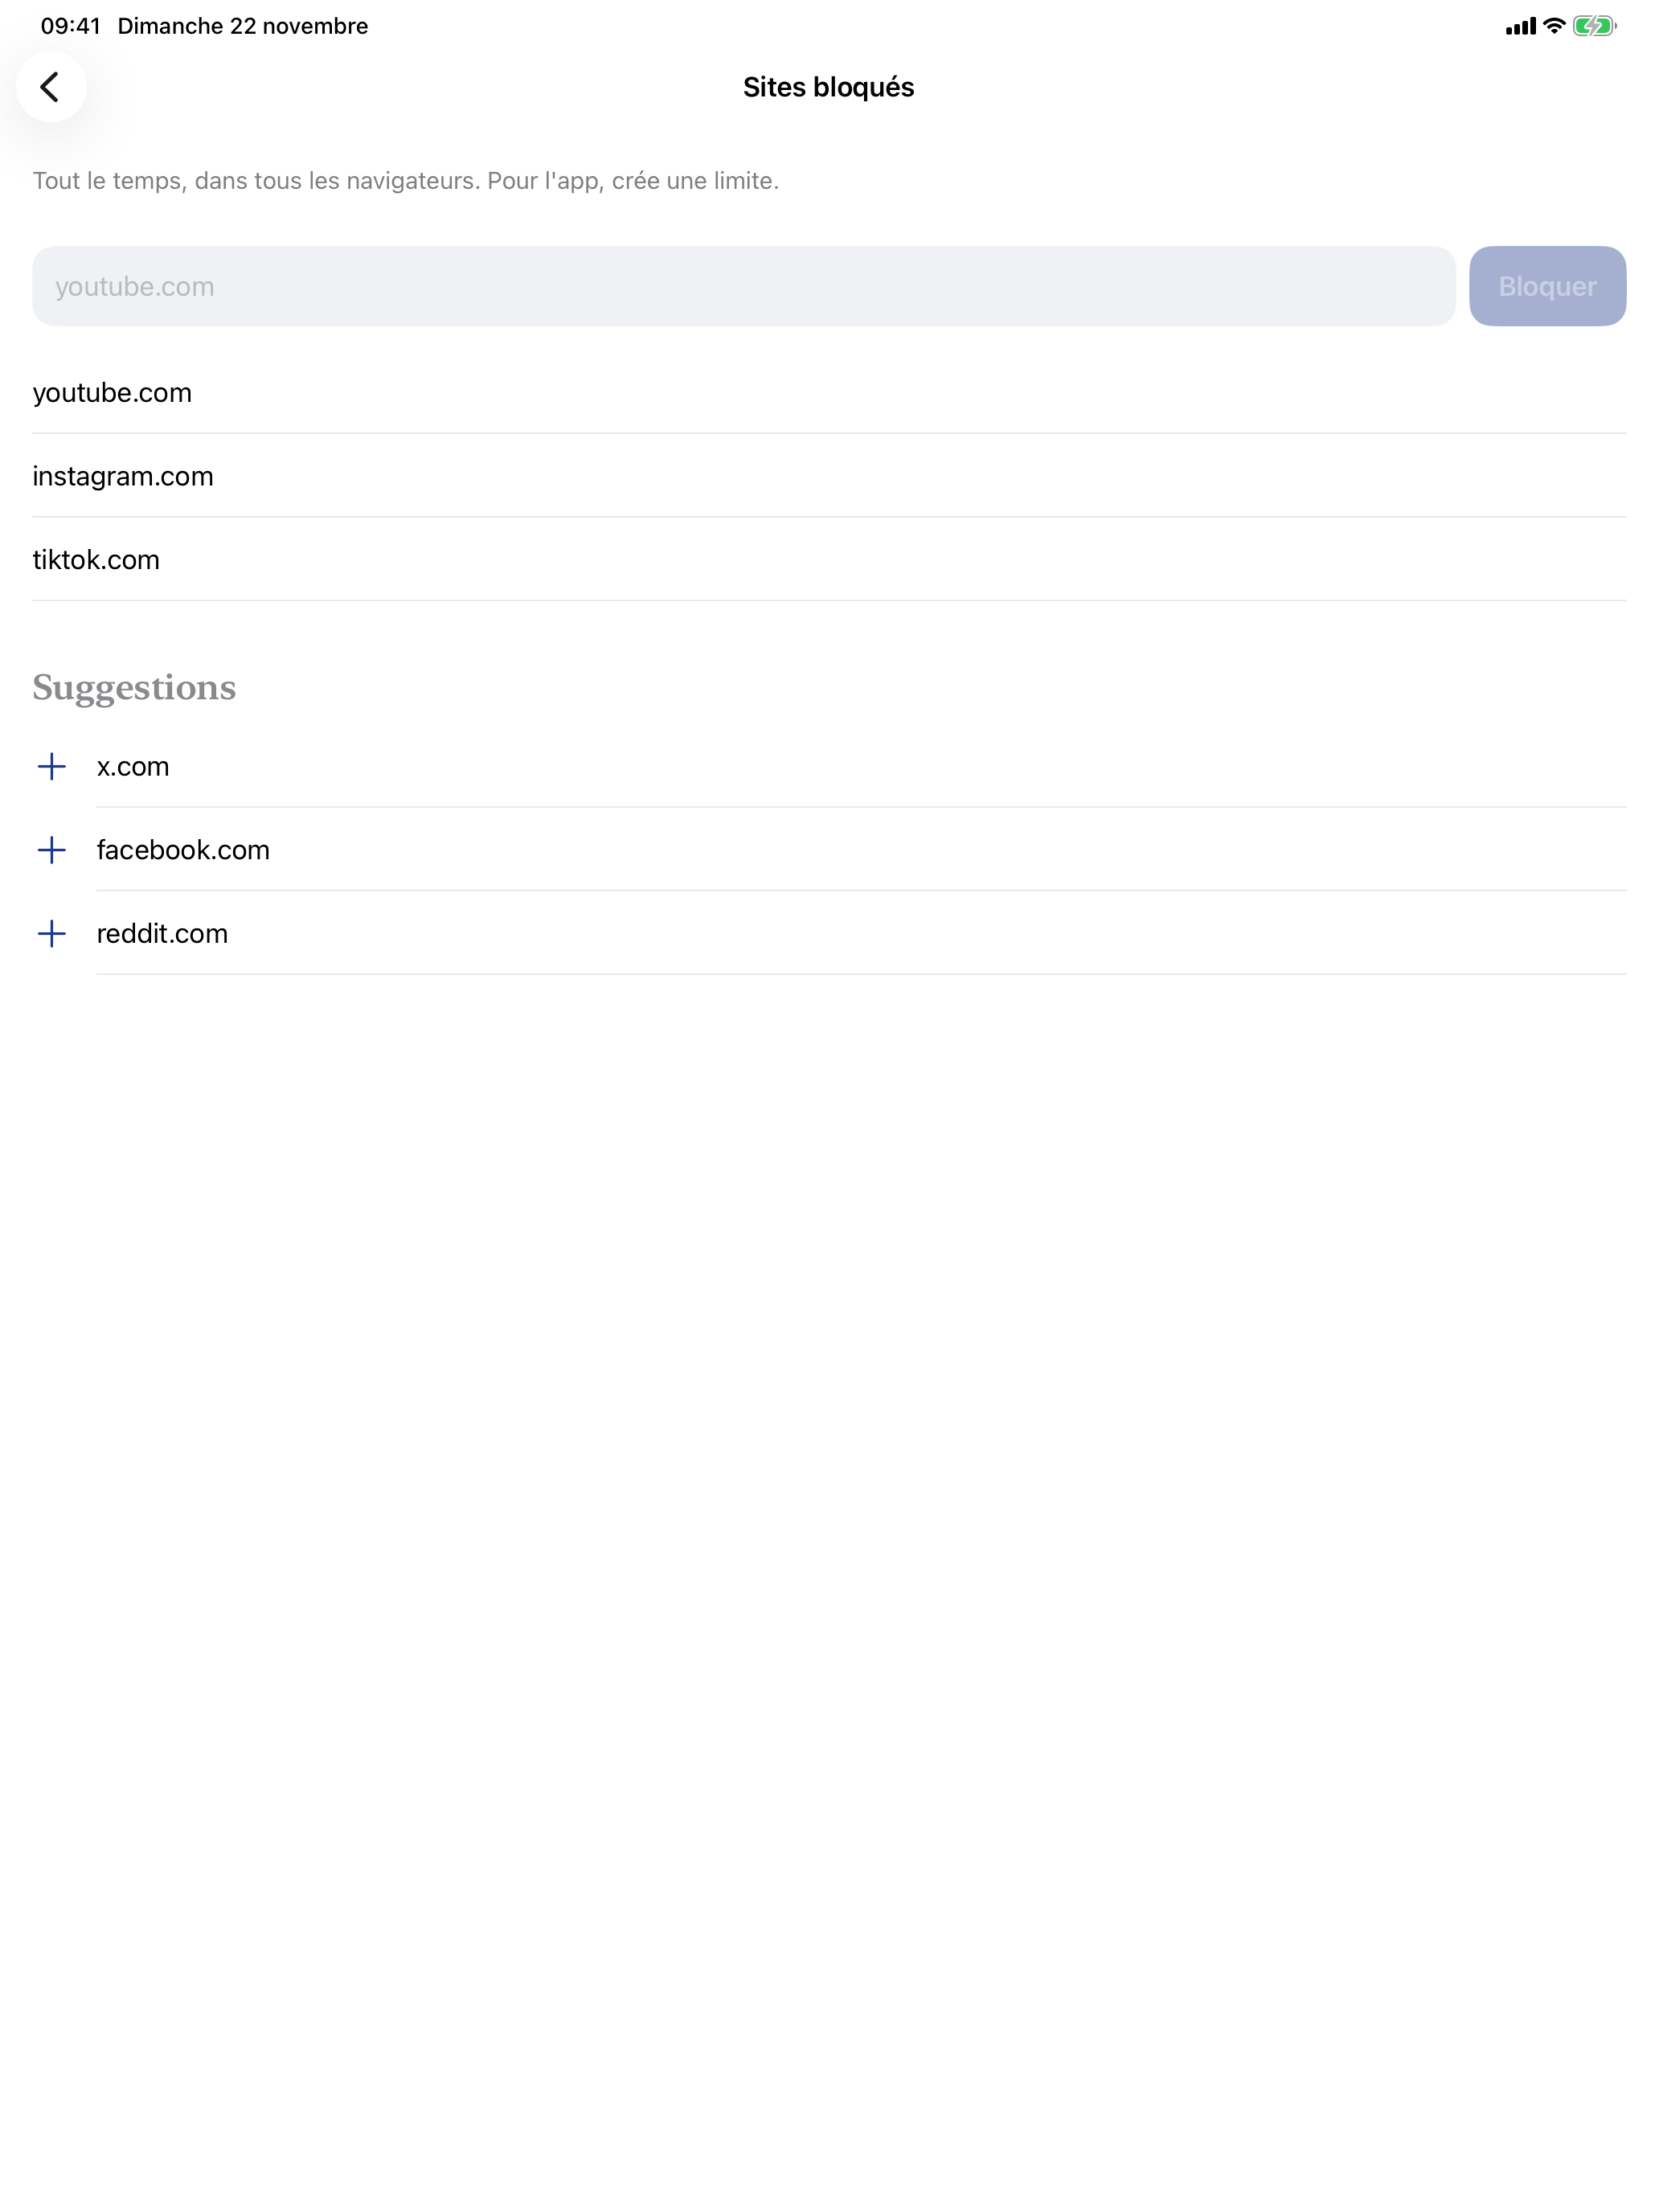 09:41 Dimanche 22 novembre
Sites bloqués
Tout le temps, dans tous les navigateurs. Pour l'app, crée une limite.
youtube.com
Bloquer
youtube.com
instagram.com
tiktok.com
Suggestions
x.com
facebook.com
reddit.com